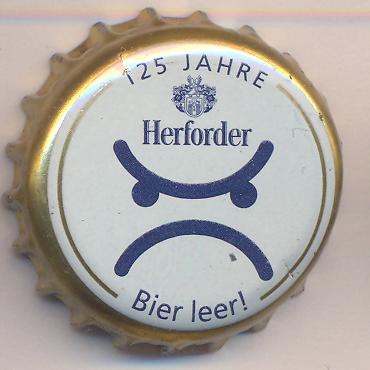 125 JAHRE
Herforder
Bier leer!